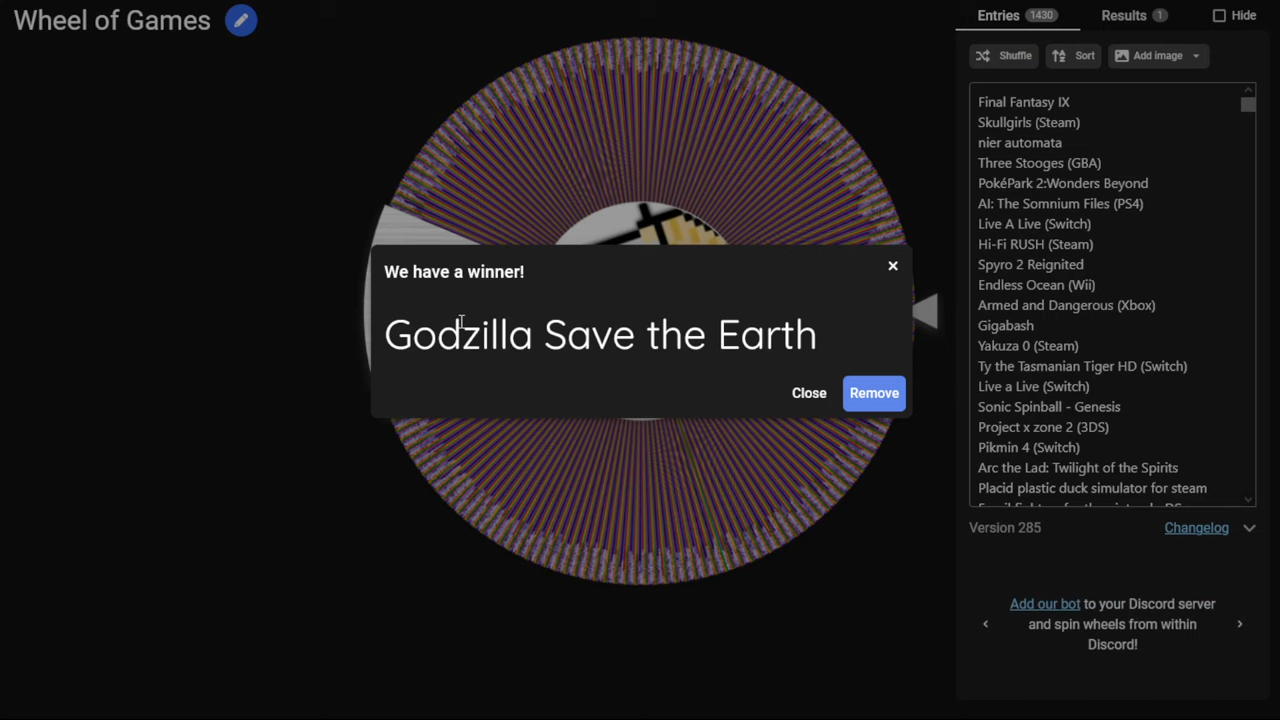 Wheel of Games
Entries 1430
Results 1
Hide
Shuffle
Sort
Add image
Final Fantasy IX
Skullgirls (Steam)
nier automata
Three Stooges (GBA)
PokéPark 2:Wonders Beyond
AI: The Somnium Files (PS4)
Live A Live (Switch)
Hi-Fi RUSH (Steam)
Spyro 2 Reignited
Endless Ocean (Wii)
Armed and Dangerous (Xbox)
Gigabash
Yakuza 0 (Steam)
Ty the Tasmanian Tiger HD (Switch)
Live a Live (Switch)
Sonic Spinball - Genesis
Project x zone 2 (3DS)
Pikmin 4 (Switch)
Arc the Lad: Twilight of the Spirits
Placid plastic duck simulator for steam
We have a winner!
Godzilla Save the Earth
Close
Remove
Version 285
Changelog
Add our bot to your Discord server
and spin wheels from within
Discord!